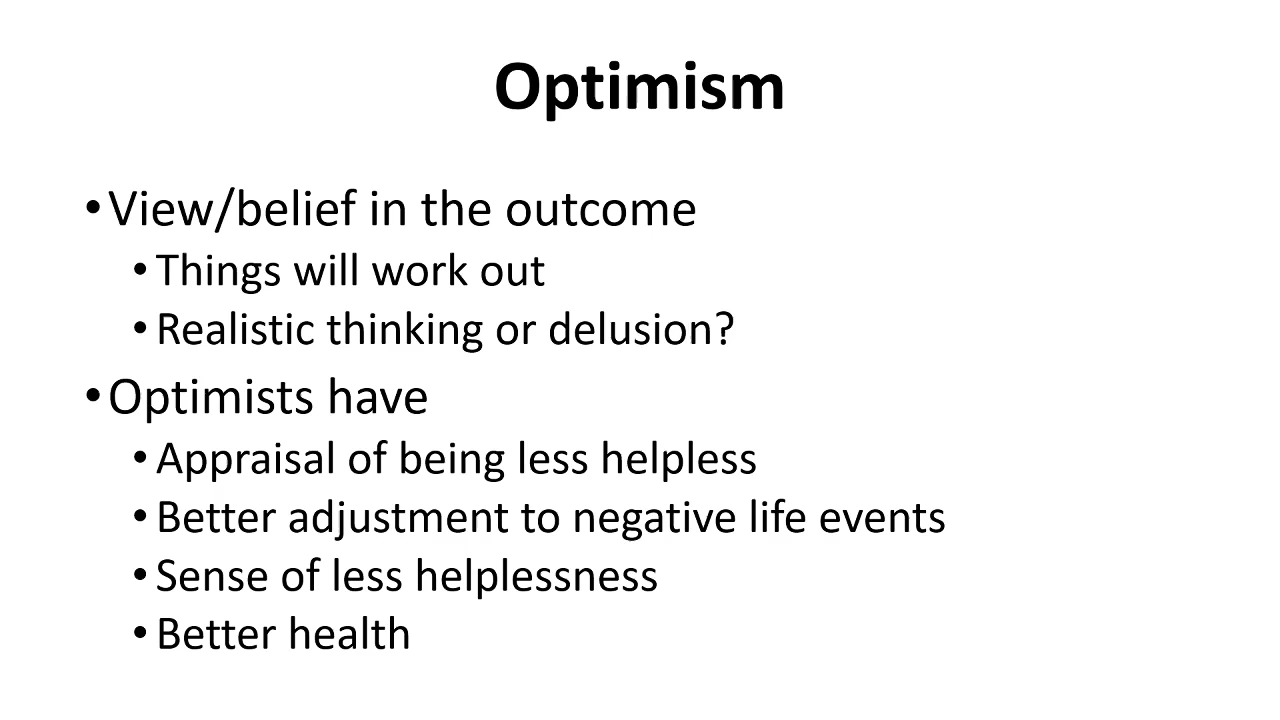 Optimism
•View/belief in the outcome
•Things will work out
•Realistic thinking or delusion?
•Optimists have
•Appraisal of being less helpless
•Better adjustment to negative life events
•Sense of less helplessness
•Better health